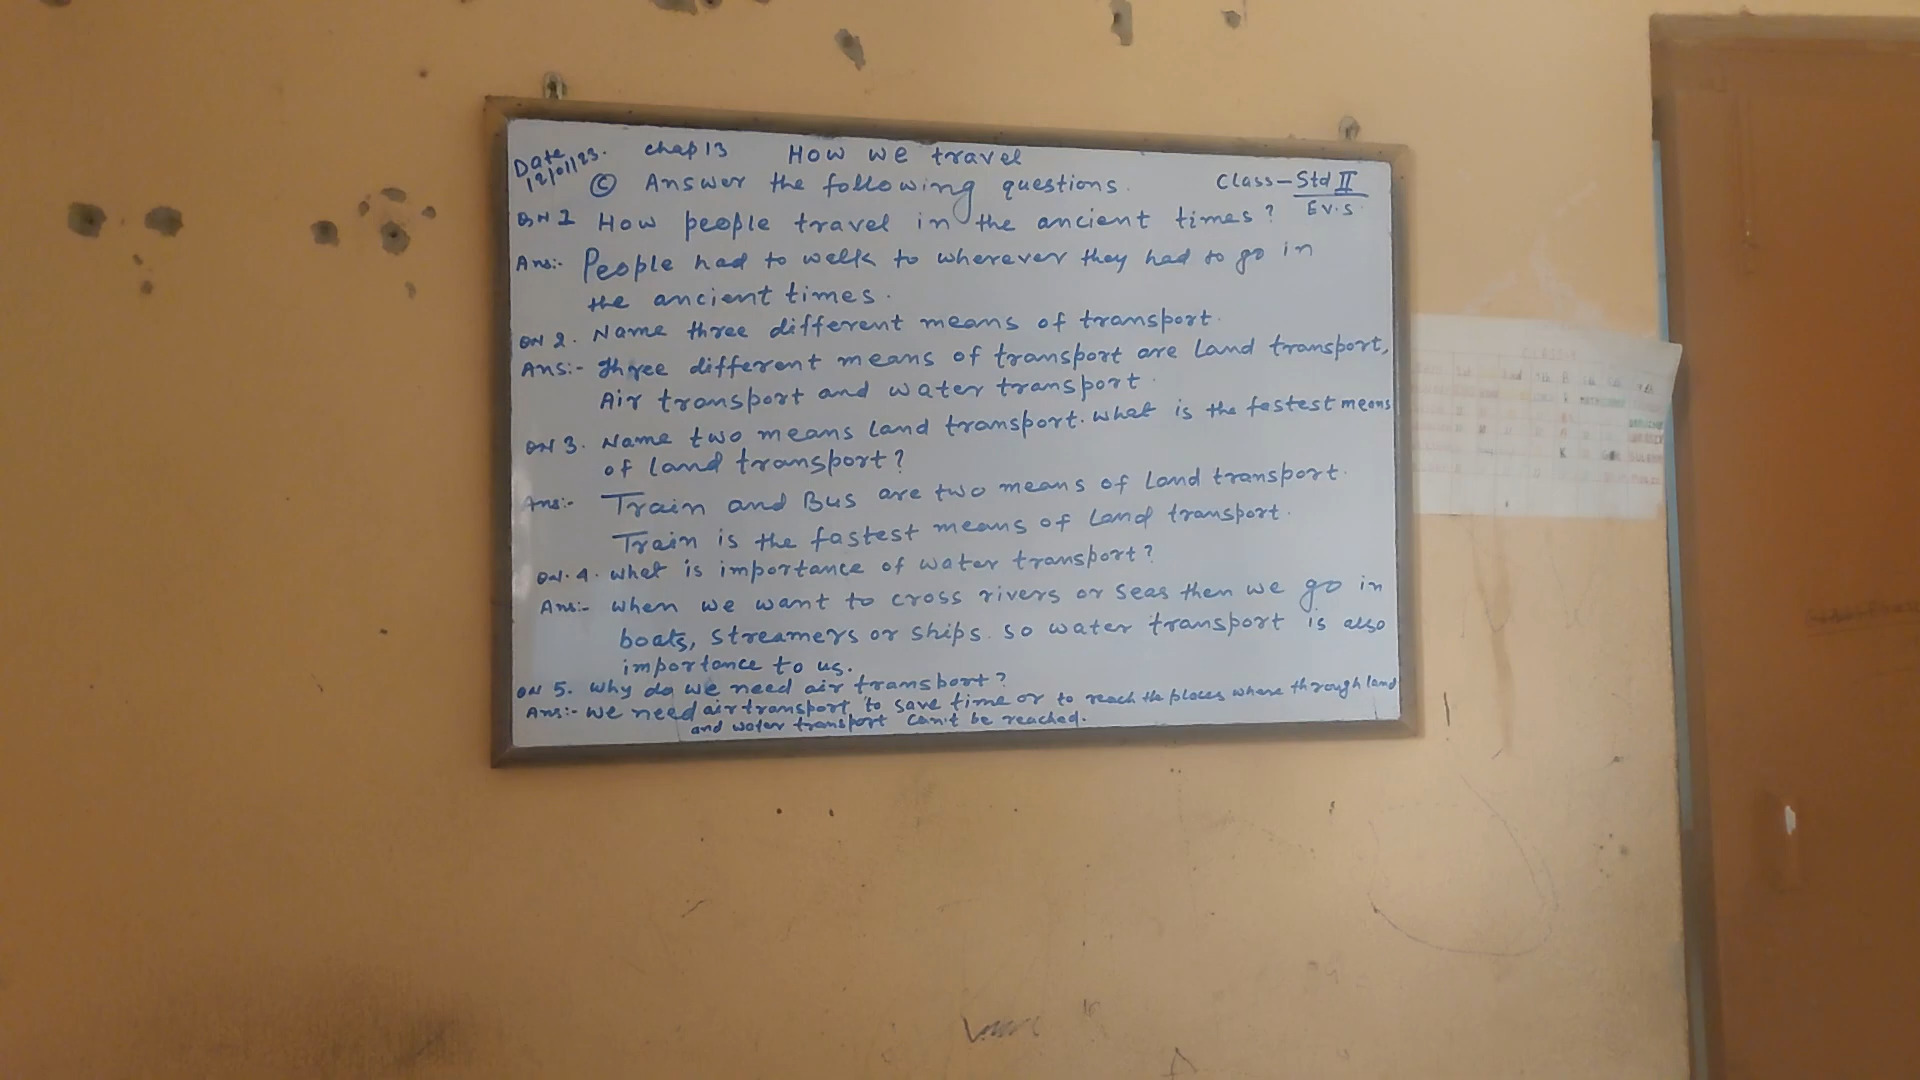 Date 12/01/23. chap 13 How we travel
© Answer the following questions. Class - Std II
E.V.S.
QN 1 How people travel in the ancient times?
Ans:- People had to walk to wherever they had to go in
the ancient times.
QN 2. Name three different means of transport.
Ans:- Three different means of transport are Land transport,
Air transport and water transport.
QN 3. Name two means Land transport. what is the fastest means
of land transport?
Ans:- Train and Bus are two means of Land transport.
Train is the fastest means of Land transport.
QN. 4. what is importance of water transport?
Ans:- when we want to cross rivers or seas then we go in
boats, streamers or ships. so water transport is also
importance to us.
QN 5. Why do we need air transport?
Ans:- we need air transport to save time or to reach the places where through land
and water transport can't be reached.